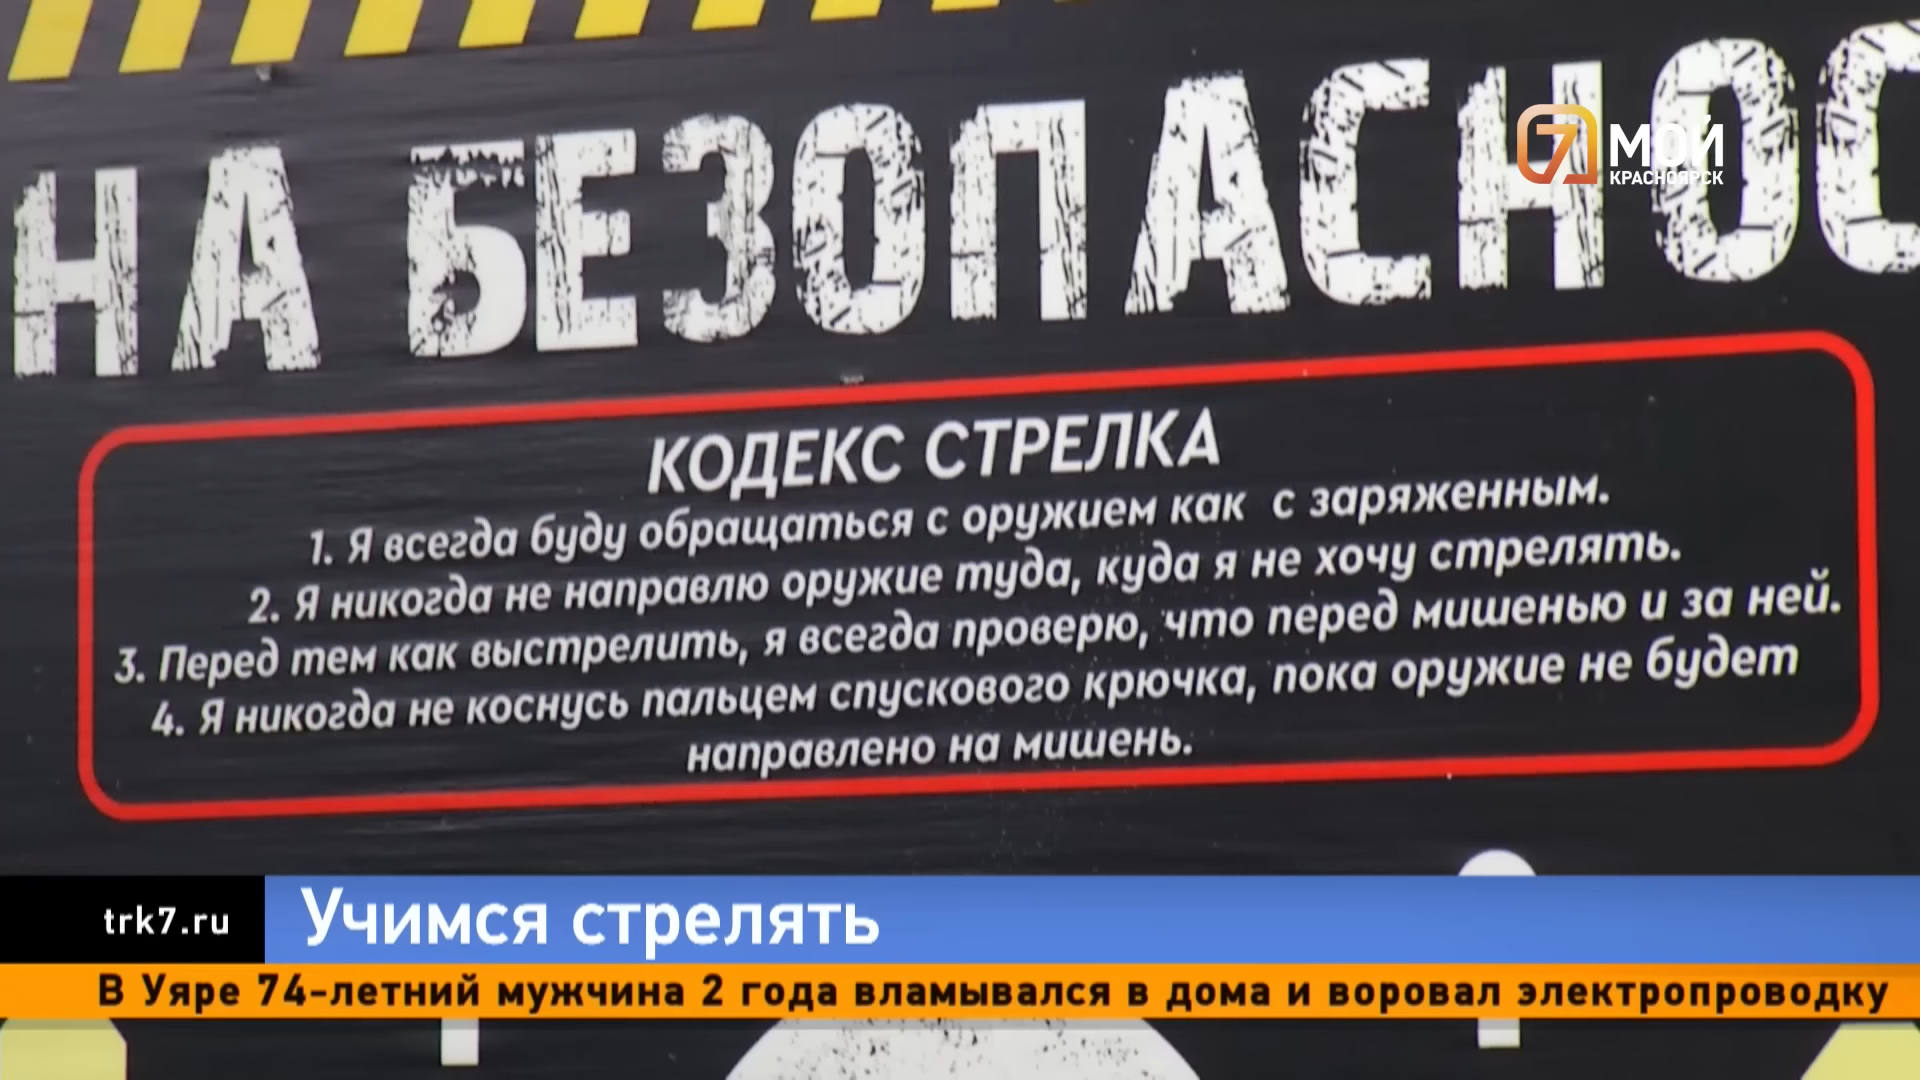 НА БЕЗОПАСНОС
7 МОЙ
КРАСНОЯРСК
КОДЕКС СТРЕЛКА
1. Я всегда буду обращаться с оружием как с заряженным.
2. Я никогда не направлю оружие туда, куда я не хочу стрелять.
3. Перед тем как выстрелить, я всегда проверю, что перед мишенью и за ней.
4. Я никогда не коснусь пальцем спускового крючка, пока оружие не будет
направлено на мишень.
trk7.ru
Учимся стрелять
В Уяре 74-летний мужчина 2 года вламывался в дома и воровал электропроводку